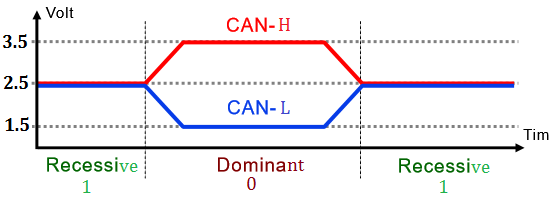 Volt
CAN-H
3.5
2.5
CAN-L
1.5
Tim
Recessive Dominant Recessive
1 0 1